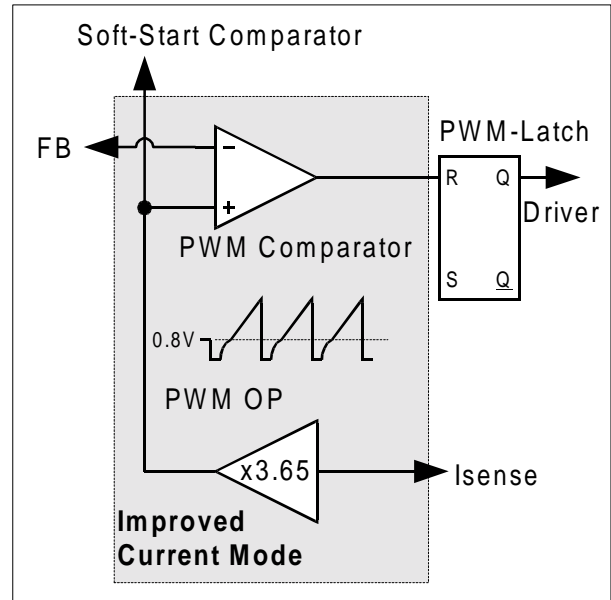 Soft-Start Comparator
FB
PWM-Latch
−
+
R Q
Driver
PWM Comparator
S Q
0.8V
PWM OP
x3.65
Isense
Improved
Current Mode